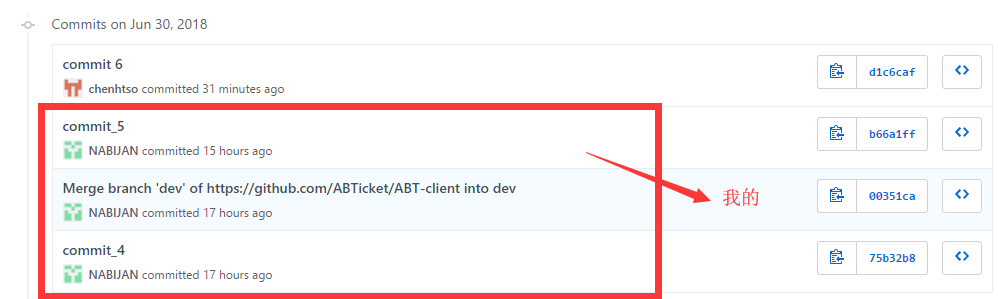 Commits on Jun 30, 2018
commit 6
chenhtso committed 31 minutes ago
d1c6caf
commit_5
NABIJAN committed 15 hours ago
b66a1ff
Merge branch 'dev' of https://github.com/ABTicket/ABT-client into dev
NABIJAN committed 17 hours ago
00351ca
我的
commit_4
NABIJAN committed 17 hours ago
75b32b8